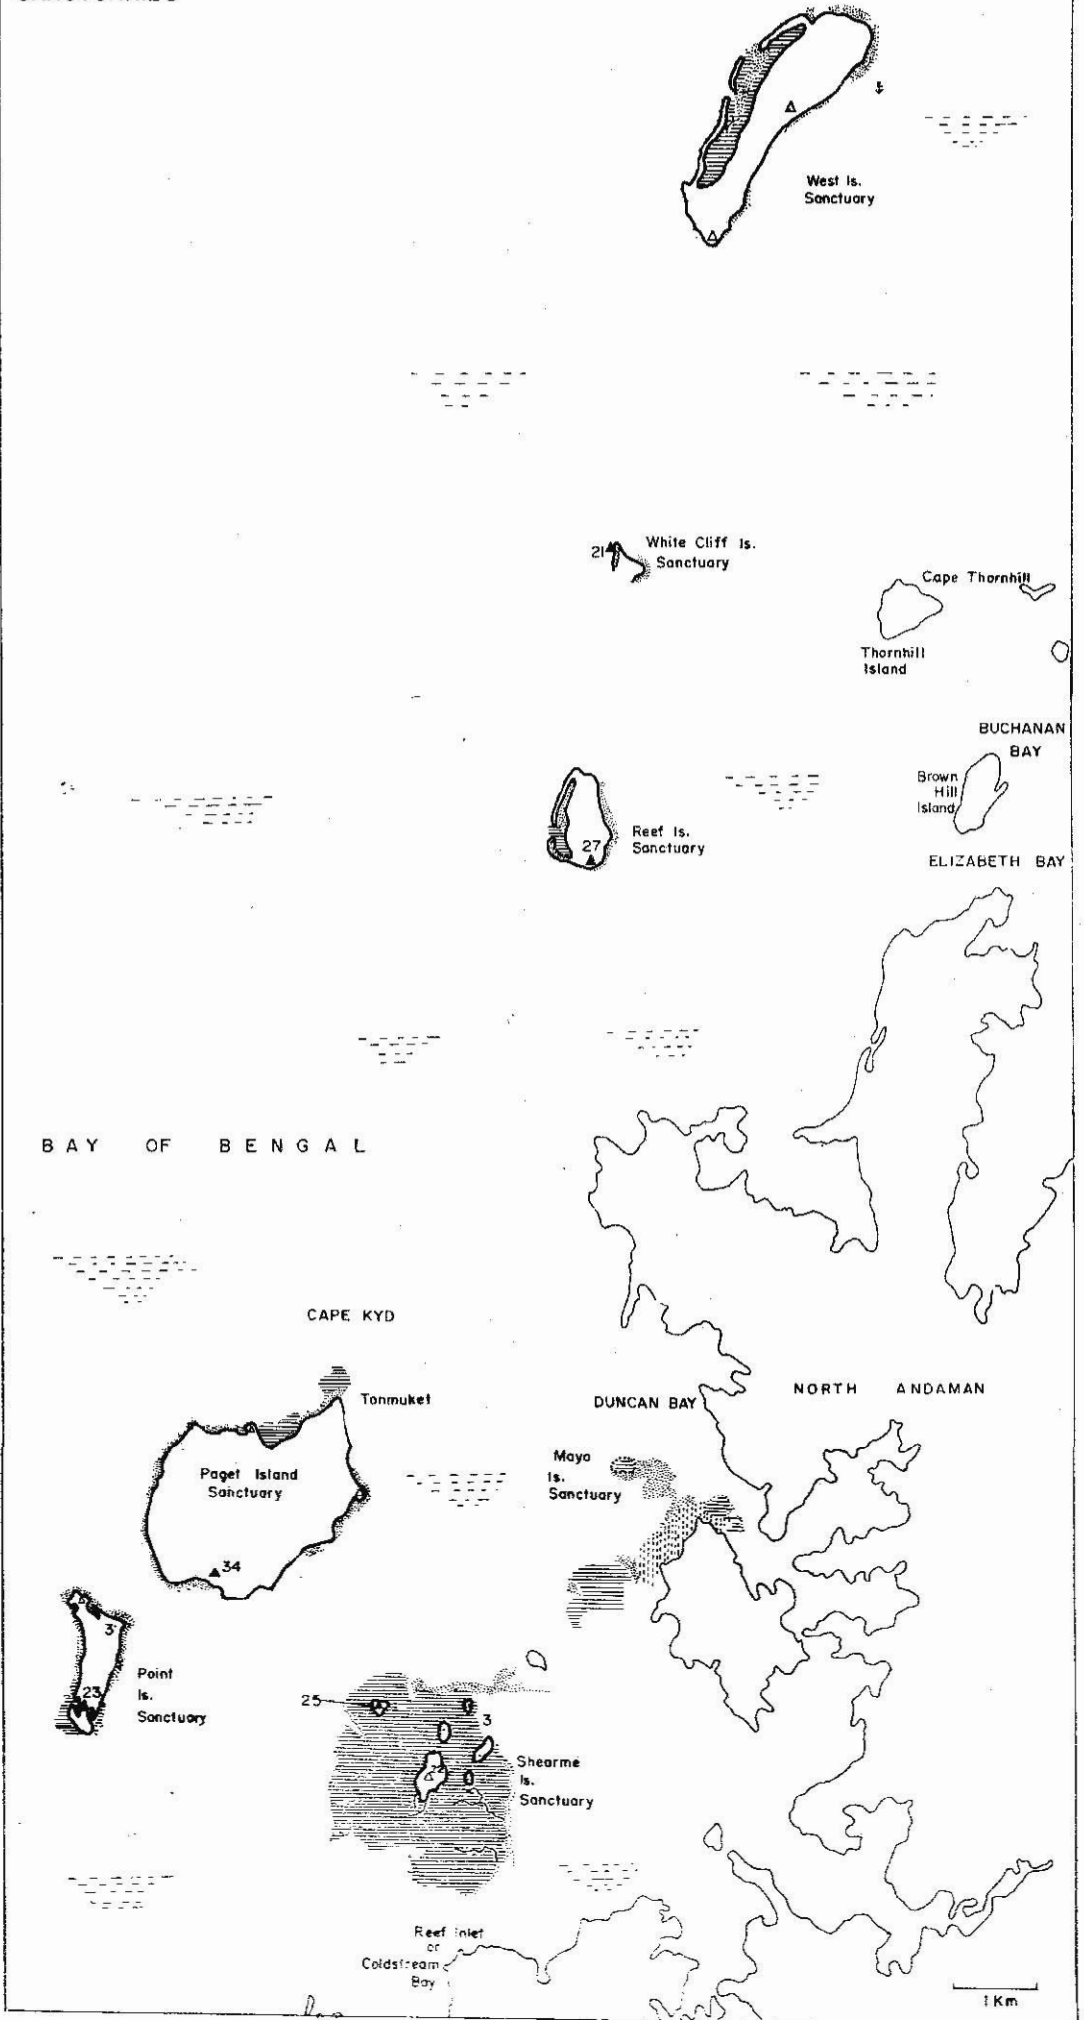 West Is.
Sanctuary
21
White Cliff Is.
Sanctuary
Cape Thornhill
Thornhill
Island
BUCHANAN
BAY
Brown
Hill
Island
Reef Is.
Sanctuary
27
ELIZABETH BAY
BAY OF BENGAL
CAPE KYD
Tonmuket
NORTH ANDAMAN
DUNCAN BAY
Mayo
Is.
Sanctuary
Paget Island
Sanctuary
34
3
Point
Is.
Sanctuary
23
25
3
Shearme
Is.
Sanctuary
Reef Inlet
or
Coldstream
Bay
1 Km